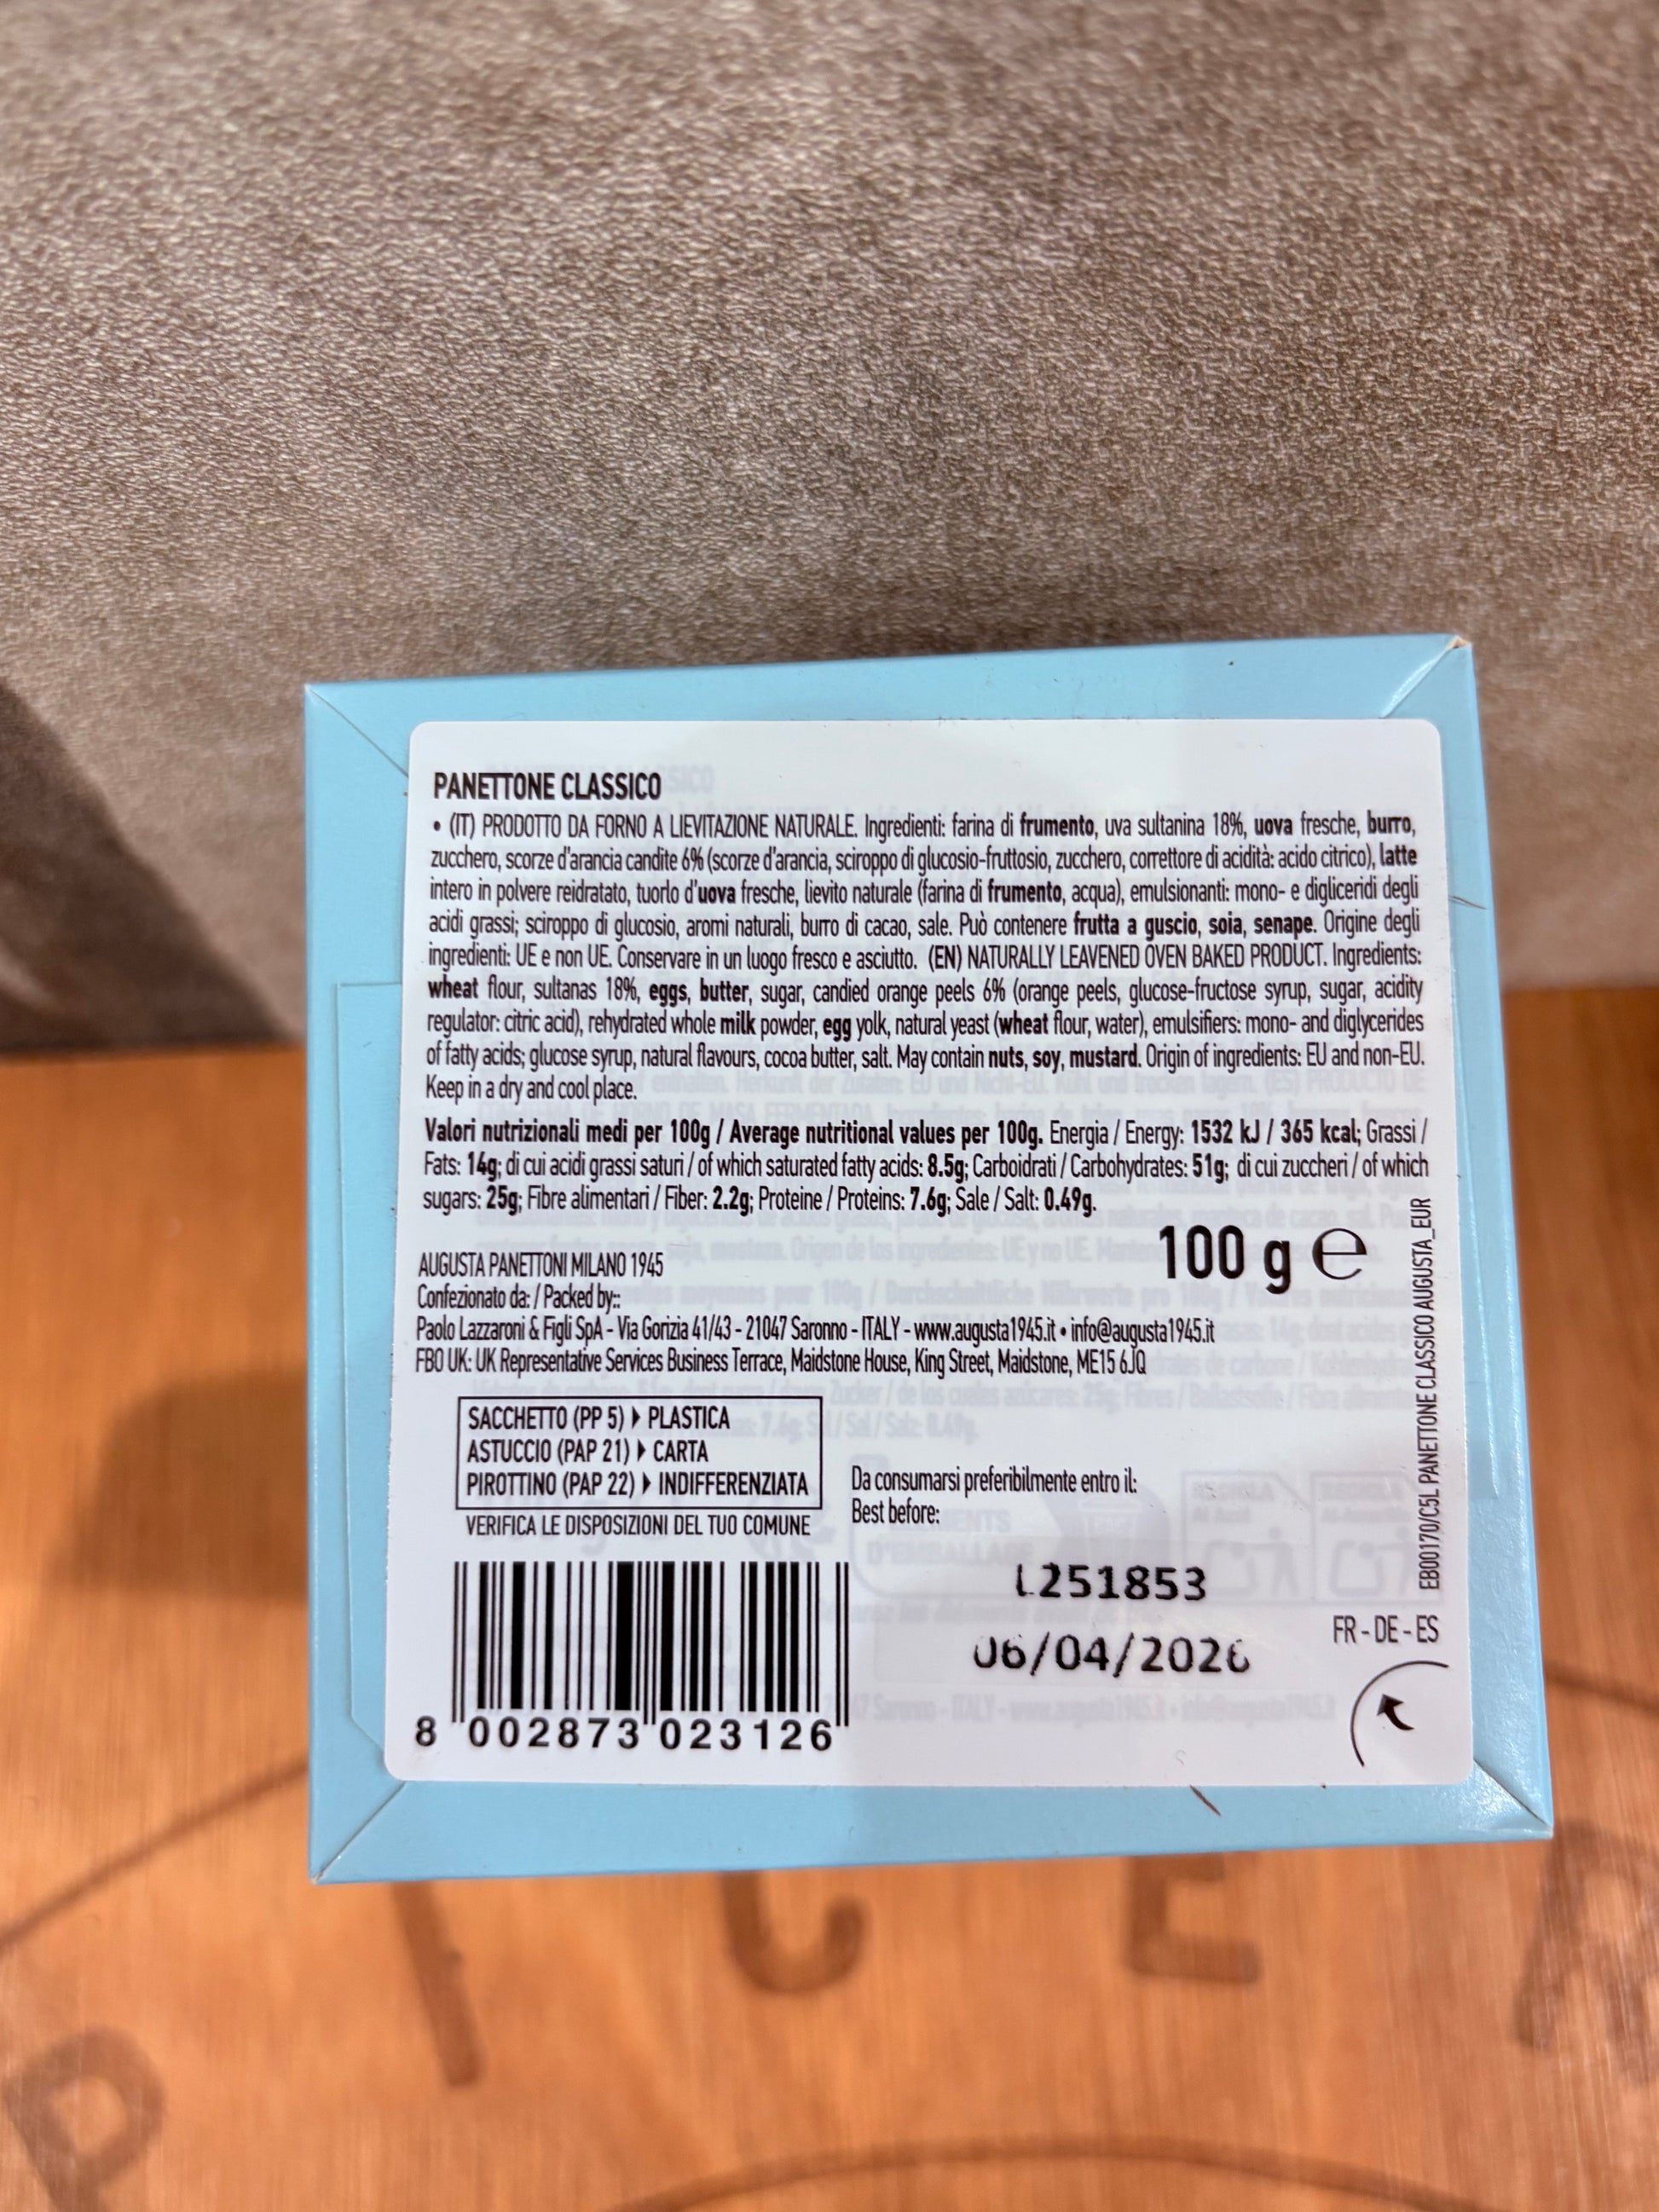 PANETTONE CLASSICO
• (IT) PRODOTTO DA FORNO A LIEVITAZIONE NATURALE. Ingredienti: farina di frumento, uva sultanina 18%, uova fresche, burro,
zucchero, scorze d'arancia candite 6% (scorze d'arancia, sciroppo di glucosio-fruttosio, zucchero, correttore di acidità: acido citrico), latte
intero in polvere reidratato, tuorlo d'uova fresche, lievito naturale (farina di frumento, acqua), emulsionanti: mono- e digliceridi degli
acidi grassi; sciroppo di glucosio, aromi naturali, burro di cacao, sale. Può contenere frutta a guscio, soia, senape. Origine degli
ingredienti: UE e non UE. Conservare in un luogo fresco e asciutto. (EN) NATURALLY LEAVENED OVEN BAKED PRODUCT. Ingredients:
wheat flour, sultanas 18%, eggs, butter, sugar, candied orange peels 6% (orange peels, glucose-fructose syrup, sugar, acidity
regulator: citric acid), rehydrated whole milk powder, egg yolk, natural yeast (wheat flour, water), emulsifiers: mono- and diglycerides
of fatty acids; glucose syrup, natural flavours, cocoa butter, salt. May contain nuts, soy, mustard. Origin of ingredients: EU and non-EU.
Keep in a dry and cool place.
Valori nutrizionali medi per 100g / Average nutritional values per 100g. Energia / Energy: 1532 kJ / 365 kcal; Grassi /
Fats: 14g; di cui acidi grassi saturi / of which saturated fatty acids: 8.5g; Carboidrati / Carbohydrates: 51g; di cui zuccheri / of which
sugars: 25g; Fibre alimentari / Fiber: 2.2g; Proteine / Proteins: 7.6g; Sale / Salt: 0.49g.
100 g e
AUGUSTA PANETTONI MILANO 1945
Confezionato da: / Packed by::
Paolo Lazzaroni & Figli SpA - Via Gorizia 41/43 - 21047 Saronno - ITALY - www.augusta1945.it • info@augusta1945.it
FBO UK: UK Representative Services Business Terrace, Maidstone House, King Street, Maidstone, ME15 6JQ
SACCHETTO (PP 5) PLASTICA
ASTUCCIO (PAP 21) CARTA
PIROTTINO (PAP 22) INDIFFERENZIATA
VERIFICA LE DISPOSIZIONI DEL TUO COMUNE
Da consumarsi preferibilmente entro il:
Best before:
L251853
06/04/2026
8 002873 023126
FR - DE - ES
EB00170/C5L PANETTONE CLASSICO AUGUSTA_EUR
P I C E A